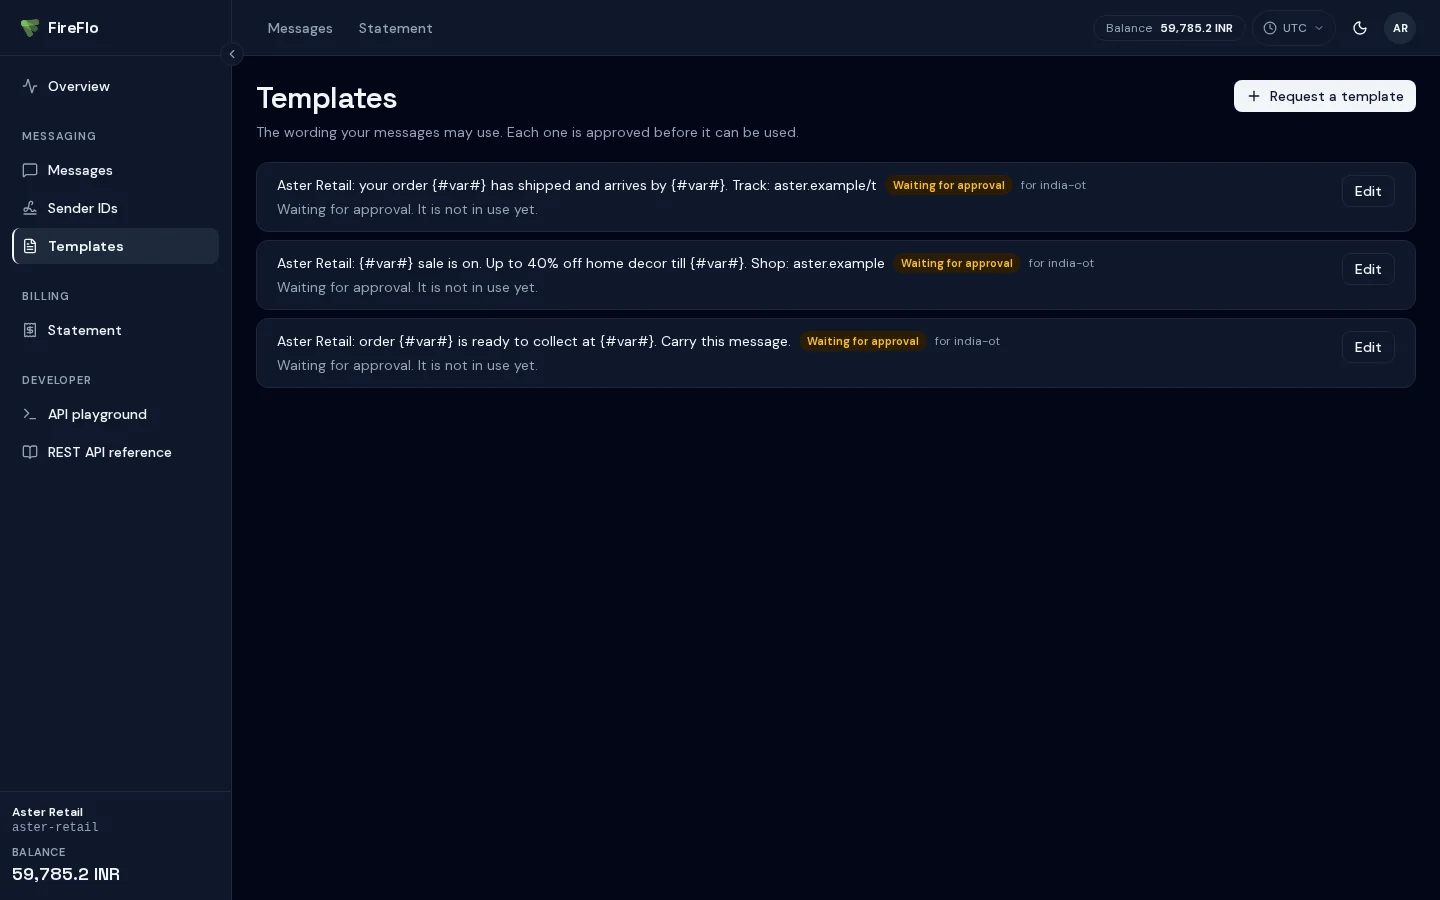 FireFlo
Messages Statement
Balance 59,785.2 INR UTC AR
Overview
MESSAGING
Messages
Sender IDs
Templates
BILLING
Statement
DEVELOPER
API playground
REST API reference
Aster Retail
aster-retail
BALANCE
59,785.2 INR
Templates
Request a template
The wording your messages may use. Each one is approved before it can be used.
Aster Retail: your order {#var#} has shipped and arrives by {#var#}. Track: aster.example/t Waiting for approval for india-ot
Waiting for approval. It is not in use yet.
Edit
Aster Retail: {#var#} sale is on. Up to 40% off home decor till {#var#}. Shop: aster.example Waiting for approval for india-ot
Waiting for approval. It is not in use yet.
Edit
Aster Retail: order {#var#} is ready to collect at {#var#}. Carry this message. Waiting for approval for india-ot
Waiting for approval. It is not in use yet.
Edit